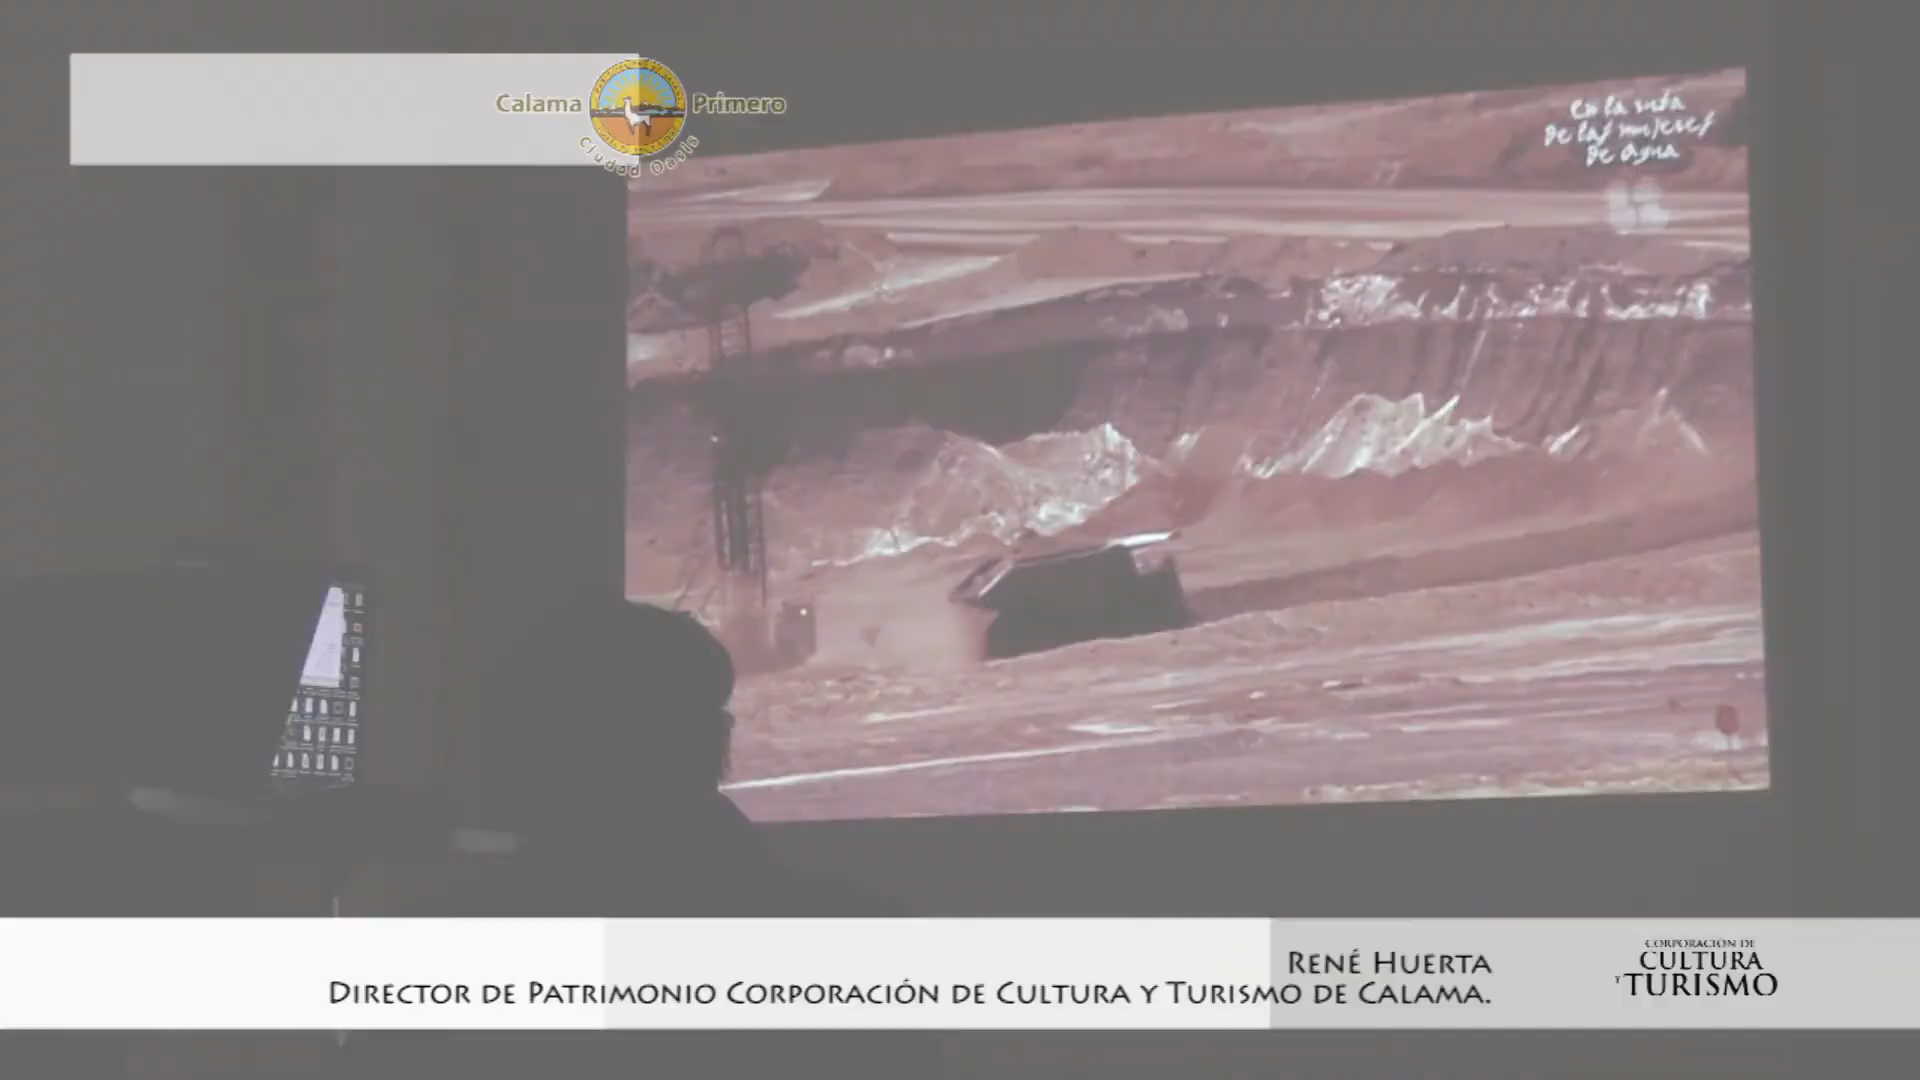 Calama Primero
Ciudad Oasis
En la ruta
De las mujeres
De agua
RENÉ HUERTA
DIRECTOR DE PATRIMONIO CORPORACIÓN DE CULTURA Y TURISMO DE CALAMA.
CORPORACIÓN DE
CULTURA
Y TURISMO